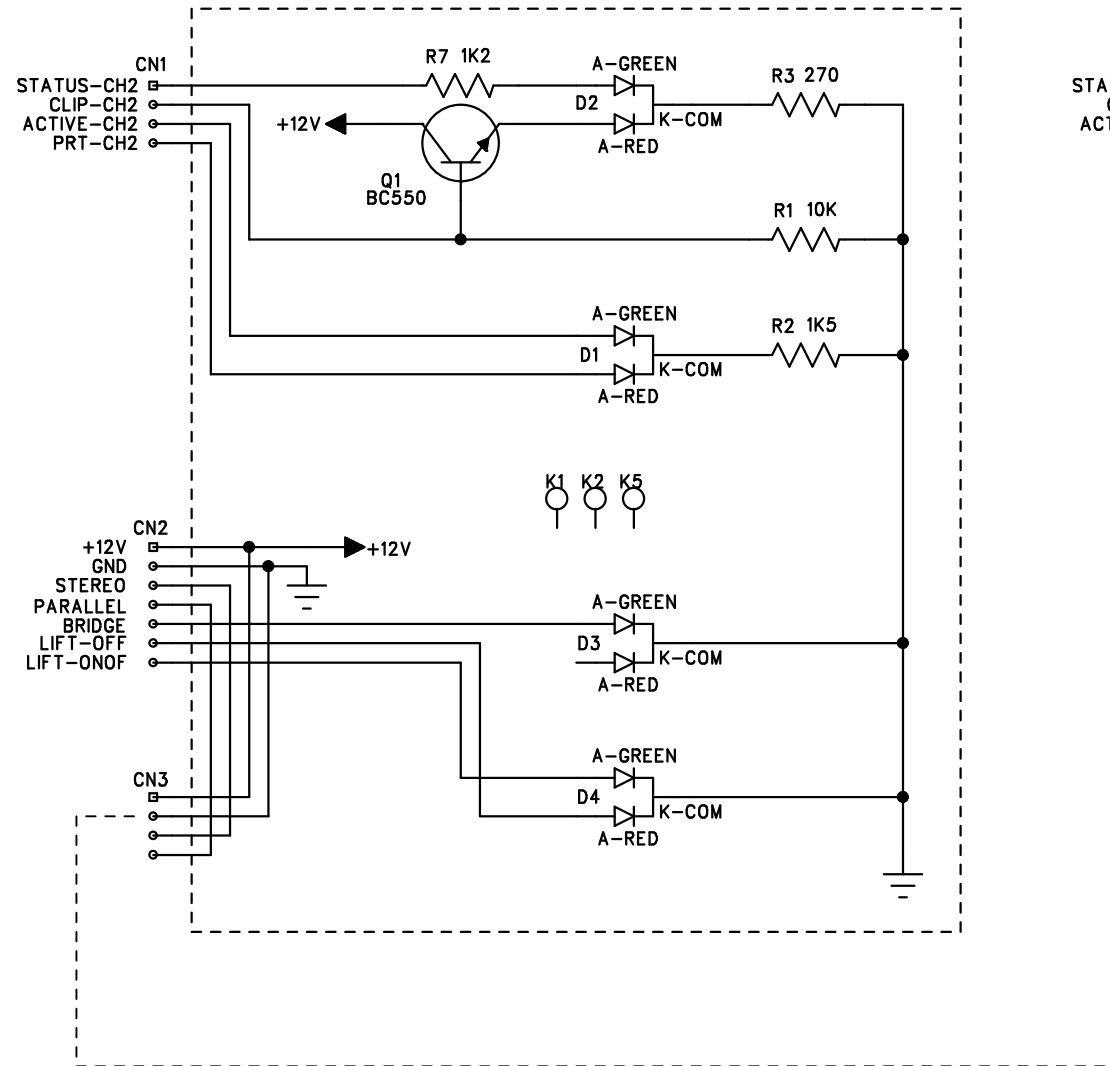 CN1
STATUS-CH2
CLIP-CH2
ACTIVE-CH2
PRT-CH2
R7 1K2
+12V
Q1
BC550
A-GREEN
D2
K-COM
A-RED
R3 270
R1 10K
A-GREEN
D1
K-COM
A-RED
R2 1K5
K1 K2 K5
CN2
+12V
GND
STEREO
PARALLEL
BRIDGE
LIFT-OFF
LIFT-ONOF
+12V
A-GREEN
D3
K-COM
A-RED
CN3
A-GREEN
D4
K-COM
A-RED
STA
ACT